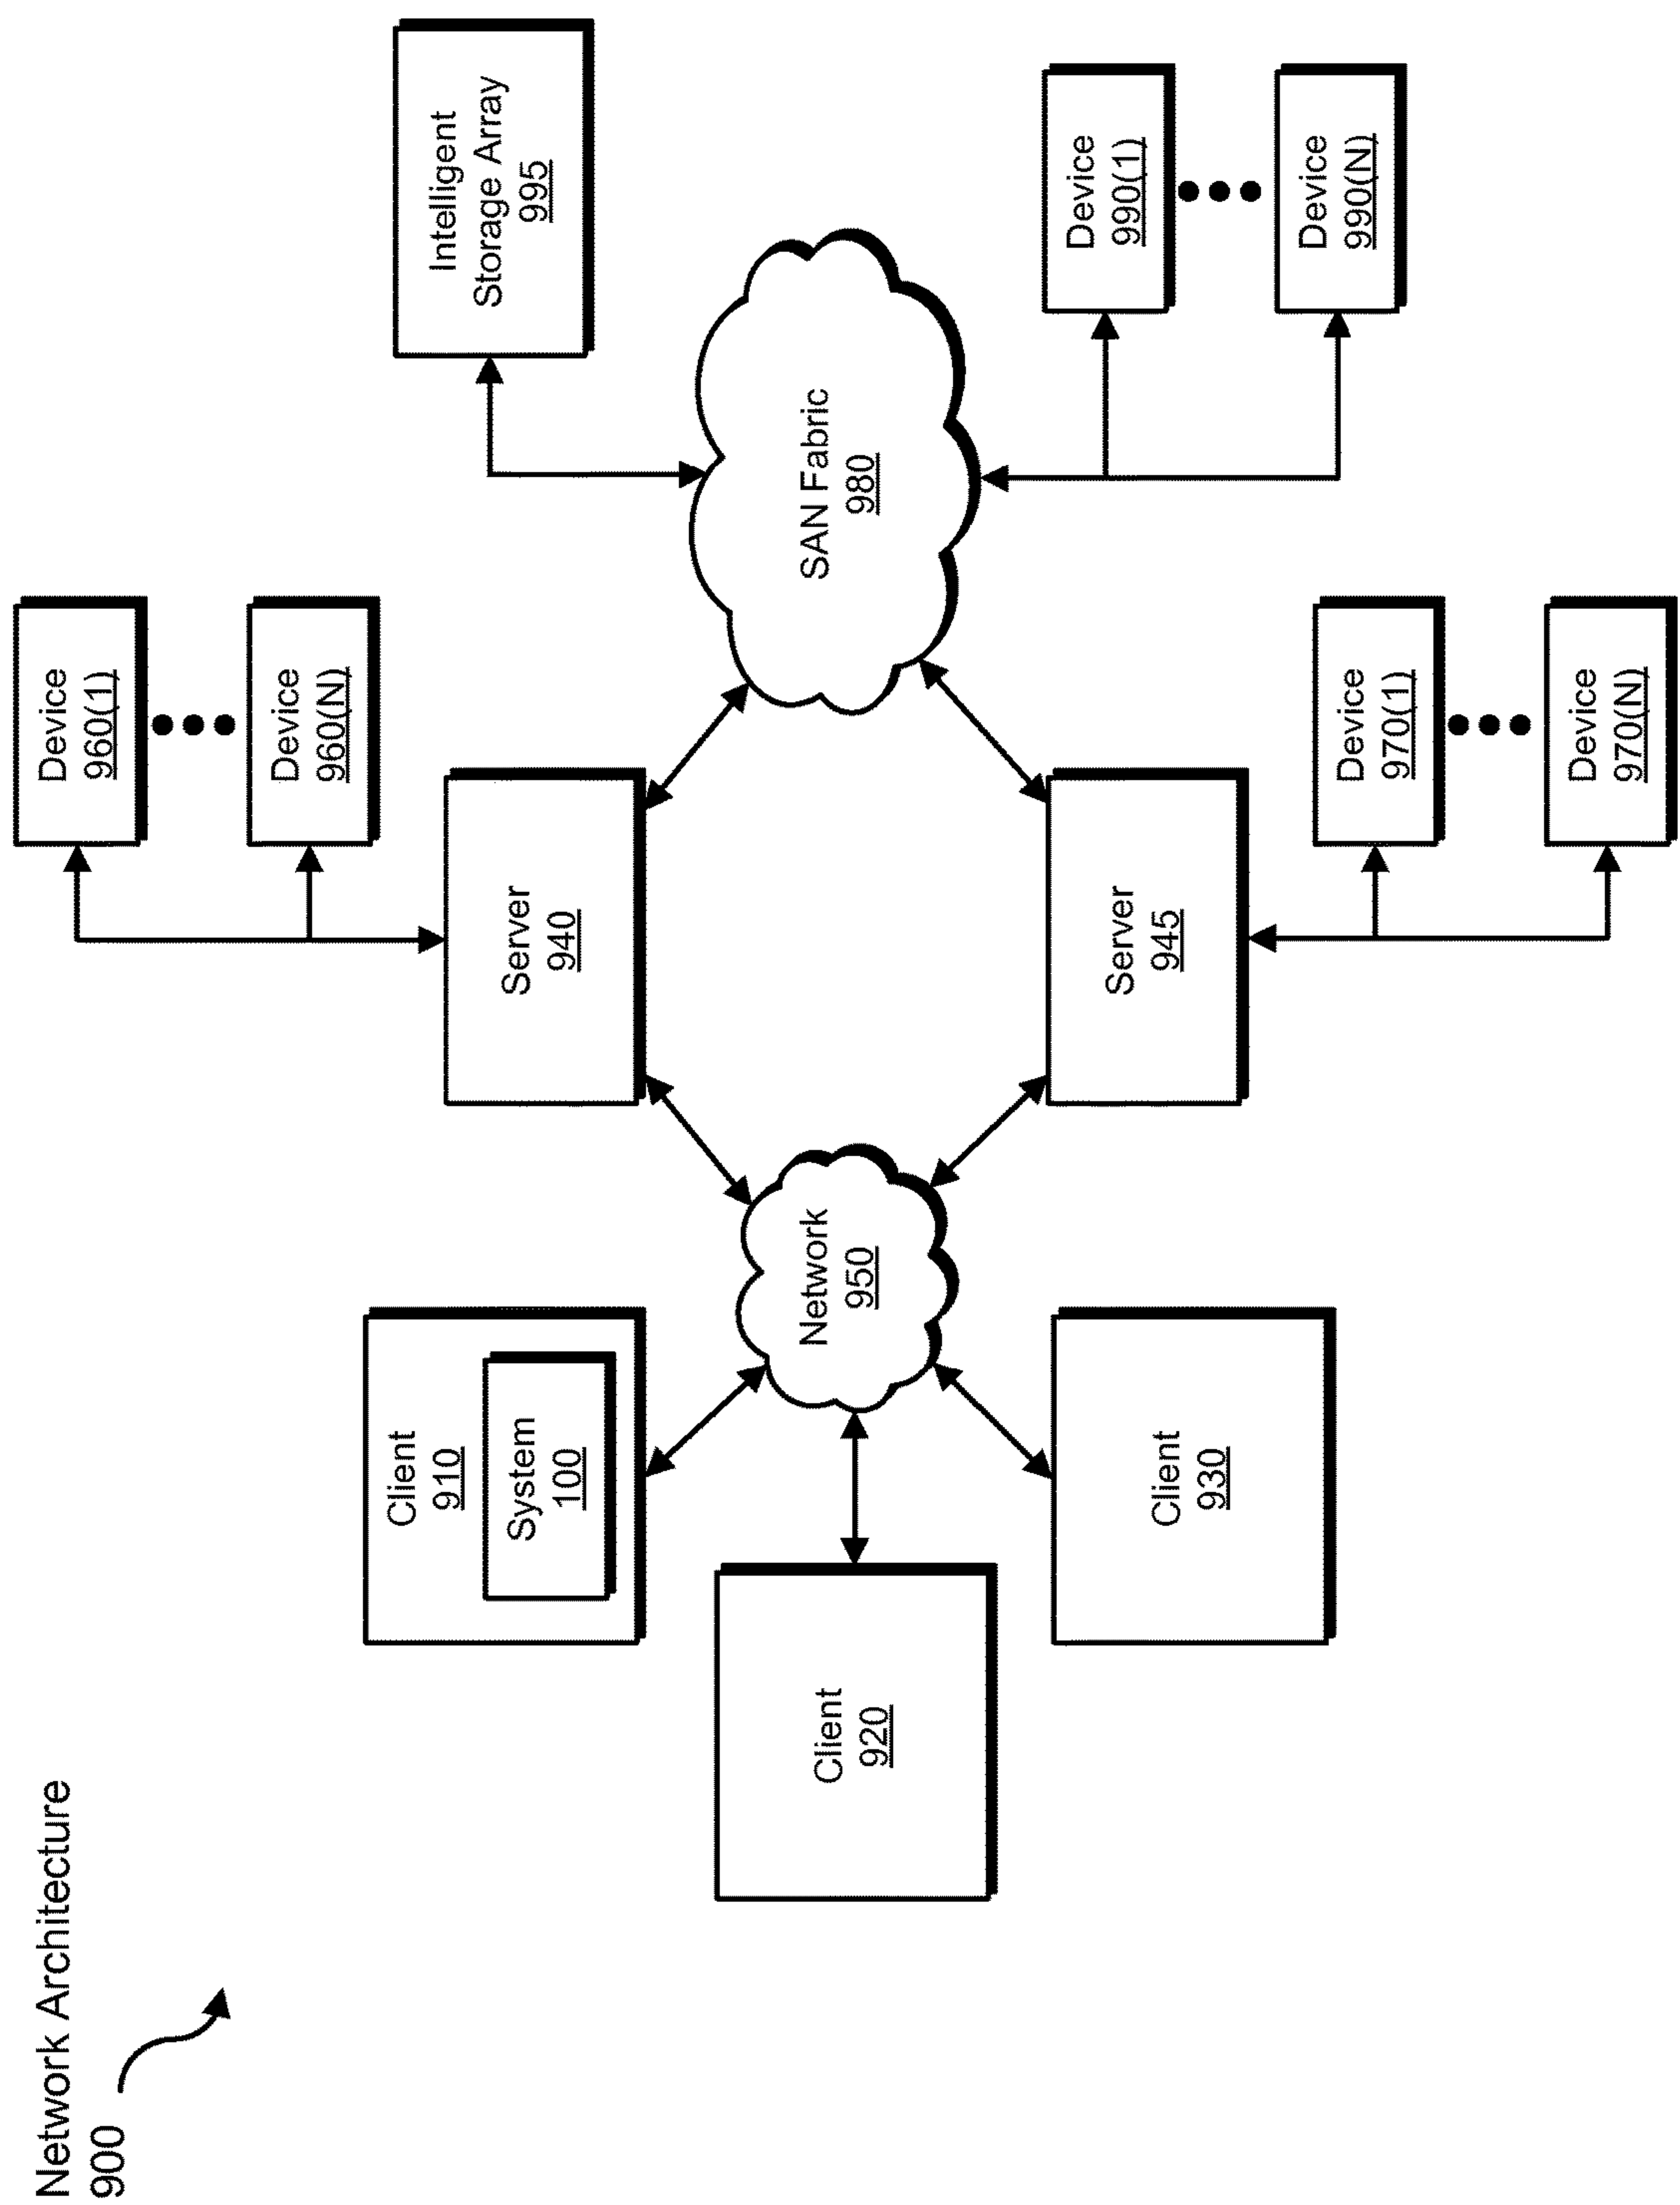 Network Architecture
900
Client
910
System
100
Client
920
Client
930
Network
950
Server
940
Server
945
Device
960(1)
Device
960(N)
Device
970(1)
Device
970(N)
SAN Fabric
980
Intelligent
Storage Array
995
Device
990(1)
Device
990(N)